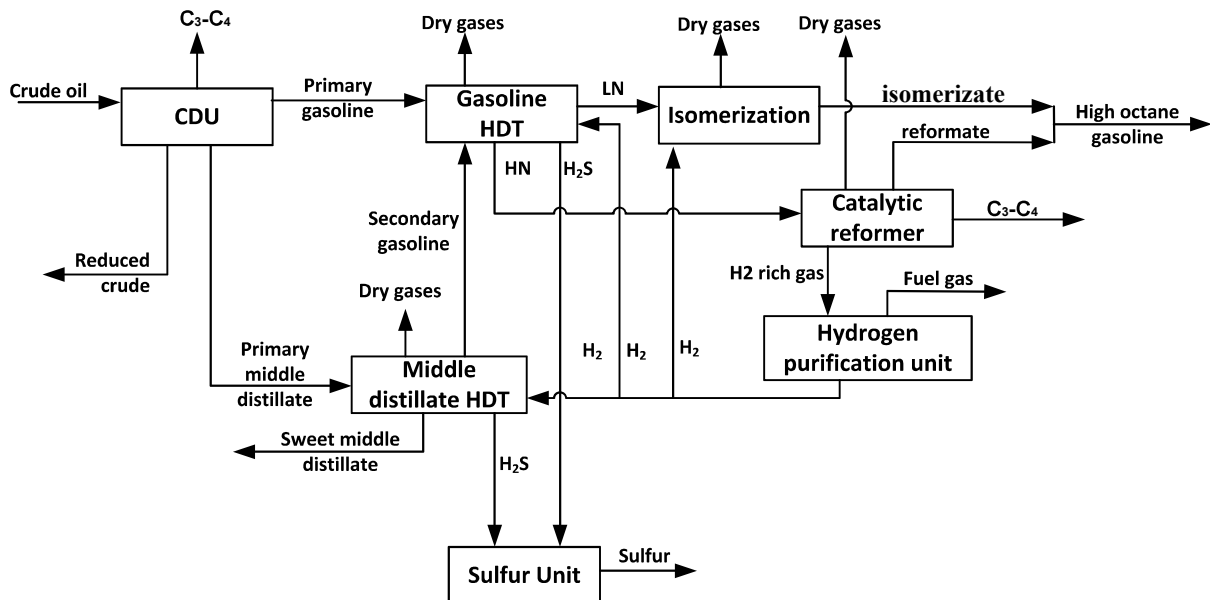 C₃-C₄
Dry gases
Dry gases
Dry gases
Crude oil
Primary
gasoline
CDU
Gasoline
HDT
LN
Isomerization
isomerizate
High octane
gasoline
reformate
HN
H₂S
Secondary
gasoline
Catalytic
reformer
C₃-C₄
Reduced
crude
H2 rich gas
Fuel gas
Dry gases
Hydrogen
purification unit
Primary
middle
distillate
H₂
H₂
H₂
Middle
distillate HDT
Sweet middle
distillate
H₂S
Sulfur Unit
Sulfur